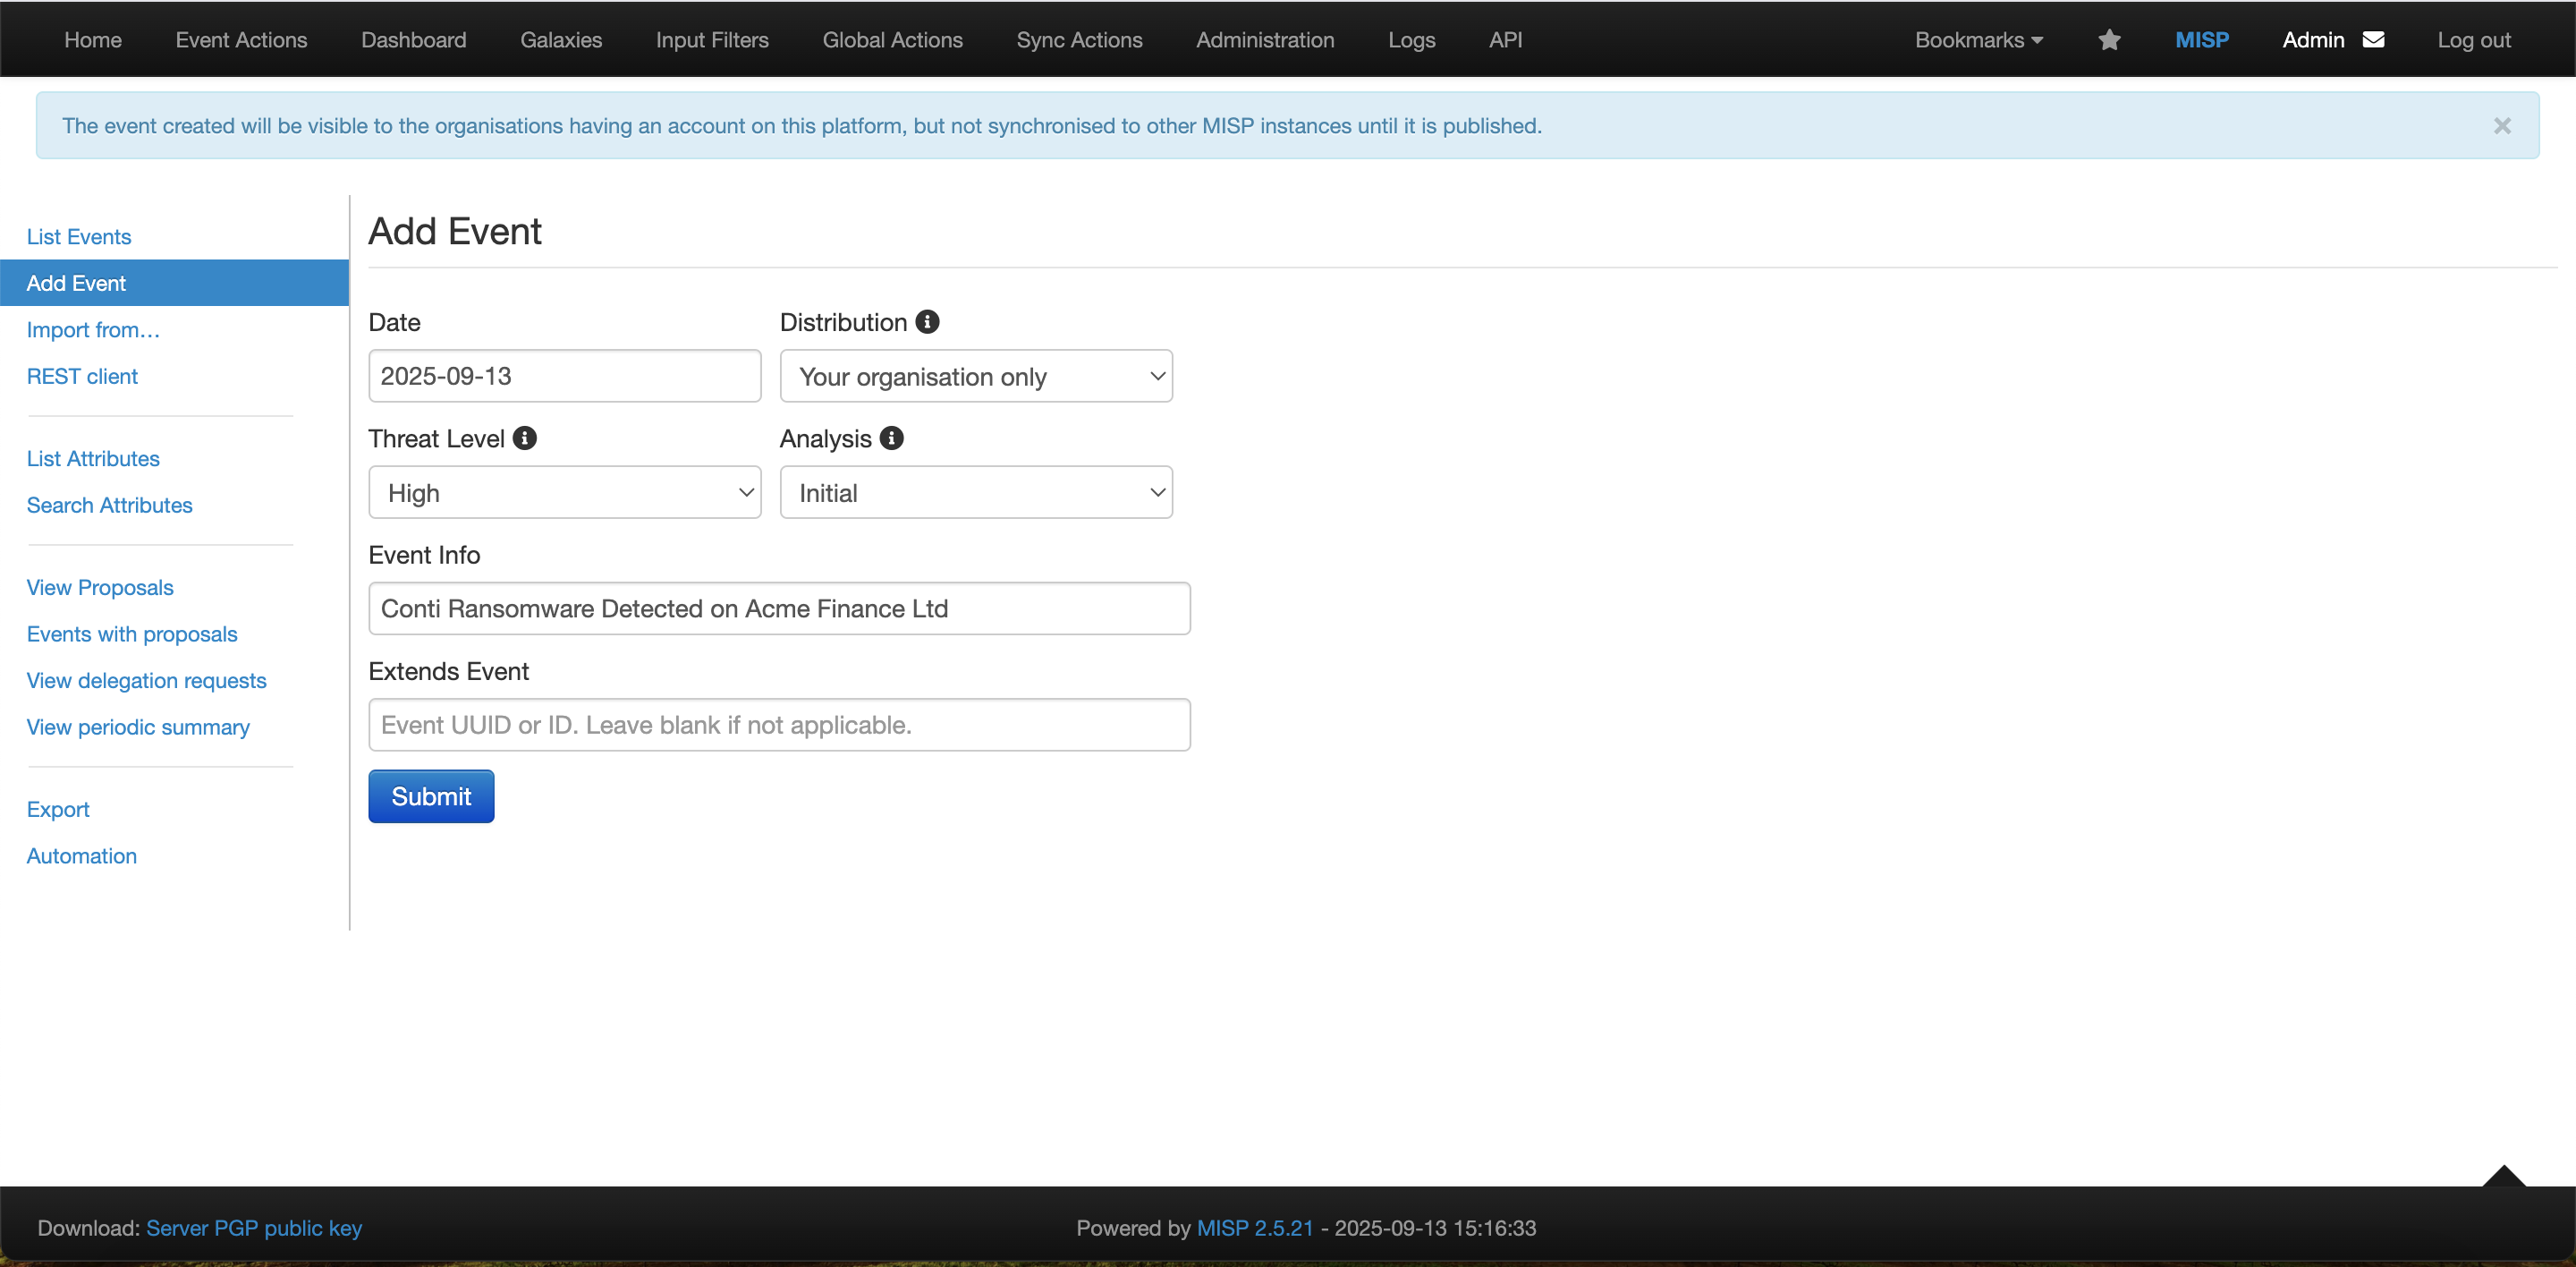 Home Event Actions Dashboard Galaxies Input Filters Global Actions Sync Actions Administration Logs API Bookmarks MISP Admin Log out
The event created will be visible to the organisations having an account on this platform, but not synchronised to other MISP instances until it is published. ×
List Events
Add Event
Import from…
REST client
List Attributes
Search Attributes
View Proposals
Events with proposals
View delegation requests
View periodic summary
Export
Automation
Add Event
Date Distribution
2025-09-13 Your organisation only
Threat Level Analysis
High Initial
Event Info
Conti Ransomware Detected on Acme Finance Ltd
Extends Event
Event UUID or ID. Leave blank if not applicable.
Submit
Download: Server PGP public key Powered by MISP 2.5.21 - 2025-09-13 15:16:33